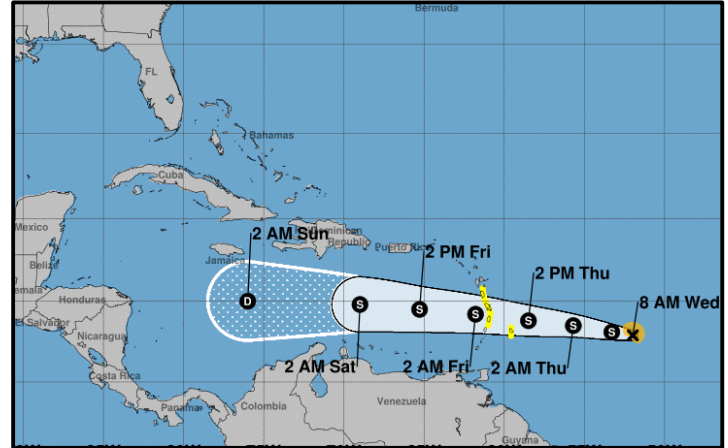 Bermuda
FL
Bahamas
Cuba
Mexico
2 AM Sun
Republic
Puerto Rico
Jamaica
Belize
2 PM Fri
2 PM Thu
Honduras
D
S
S
S
S
S
S
8 AM Wed
El Salvador
Nicaragua
2 AM Sat
2 AM Fri
2 AM Thu
Costa Rica
Panama
Colombia
Venezuela
Guyana